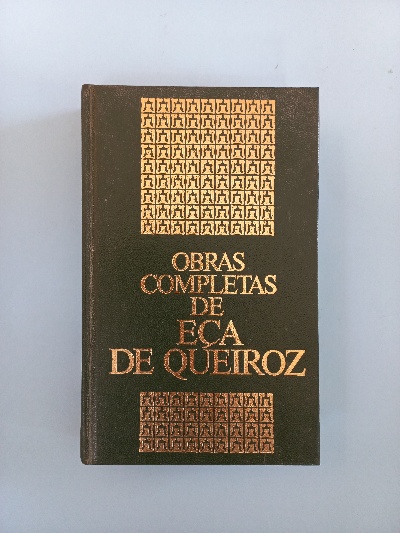 OBRAS
COMPLETAS
DE
EÇA
DE QUEIROZ